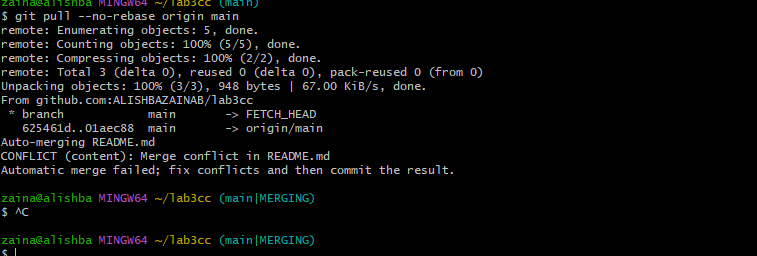 zaina@alishba MINGW64 ~/lab3cc (main)
$ git pull --no-rebase origin main
remote: Enumerating objects: 5, done.
remote: Counting objects: 100% (5/5), done.
remote: Compressing objects: 100% (2/2), done.
remote: Total 3 (delta 0), reused 0 (delta 0), pack-reused 0 (from 0)
Unpacking objects: 100% (3/3), 948 bytes | 67.00 KiB/s, done.
From github.com:ALISHBAZAINAB/lab3cc
 * branch            main       -> FETCH_HEAD
   625461d..01aec88  main       -> origin/main
Auto-merging README.md
CONFLICT (content): Merge conflict in README.md
Automatic merge failed; fix conflicts and then commit the result.
zaina@alishba MINGW64 ~/lab3cc (main|MERGING)
$ ^C
zaina@alishba MINGW64 ~/lab3cc (main|MERGING)
$